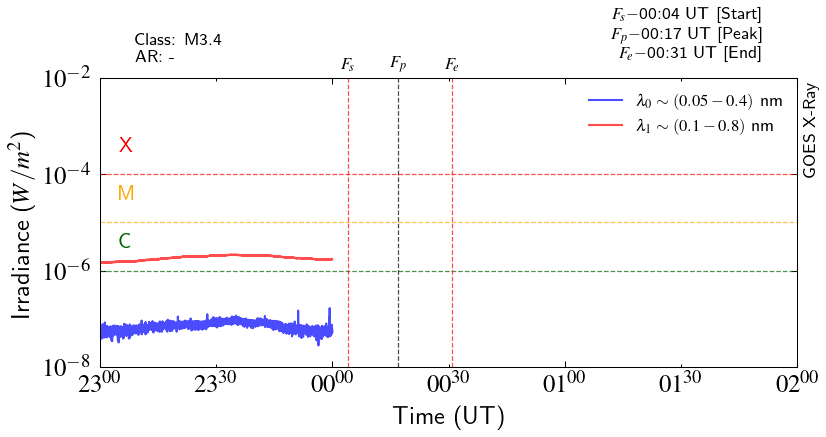 Class: M3.4
AR: -
Fs−00:04 UT [Start]
Fp−00:17 UT [Peak]
Fe−00:31 UT [End]
Fs Fp Fe
10⁻² 10⁻⁴ 10⁻⁶ 10⁻⁸
Irradiance (W/m²)
X
M
C
λ₀ ∼ (0.05 − 0.4) nm
λ₁ ∼ (0.1 − 0.8) nm
GOES X-Ray
23⁰⁰ 23³⁰ 00⁰⁰ 00³⁰ 01⁰⁰ 01³⁰ 02⁰⁰
Time (UT)